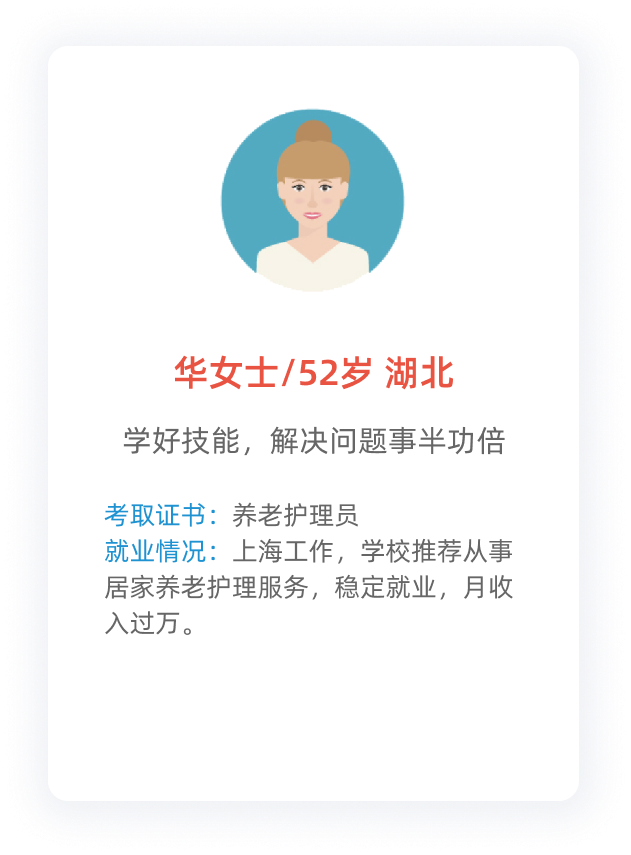 华女士/52岁 湖北
学好技能，解决问题事半功倍
考取证书：养老护理员
就业情况：上海工作，学校推荐从事
居家养老护理服务，稳定就业，月收
入过万。